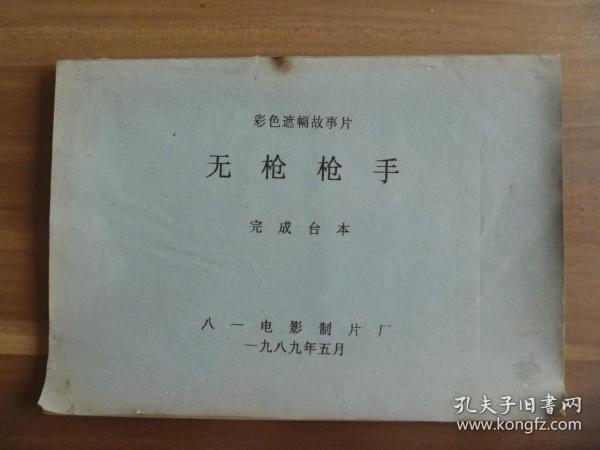 彩色遮幅故事片
无枪枪手
完成台本
八一电影制片厂
一九八九年五月
孔夫子旧书网
www.kongfz.com